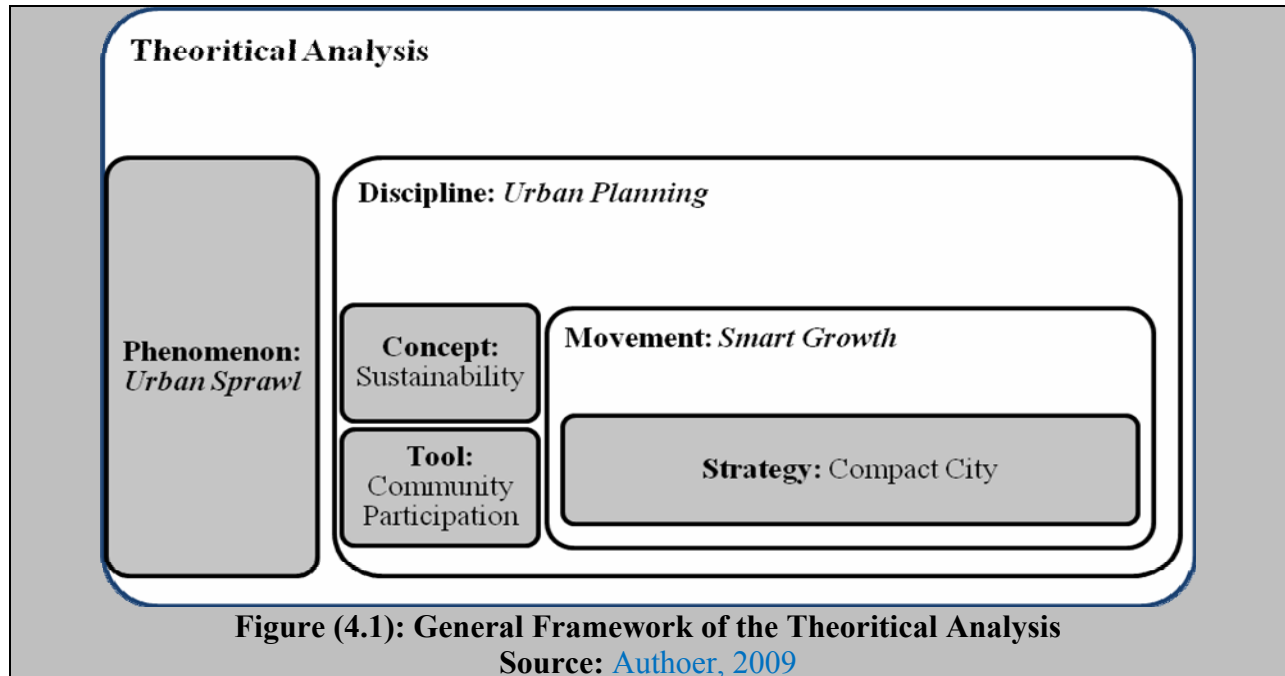 Theoritical Analysis
Discipline: Urban Planning
Phenomenon:
Urban Sprawl
Concept:
Sustainability
Tool:
Community
Participation
Movement: Smart Growth
Strategy: Compact City
Figure (4.1): General Framework of the Theoritical Analysis
Source: Authoer, 2009